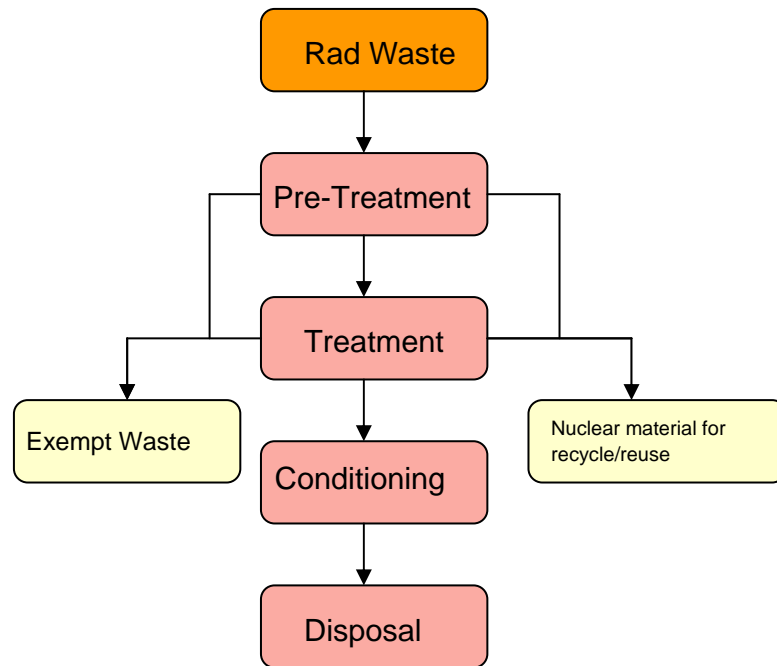 Rad Waste
Pre-Treatment
Treatment
Exempt Waste
Nuclear material for
recycle/reuse
Conditioning
Disposal